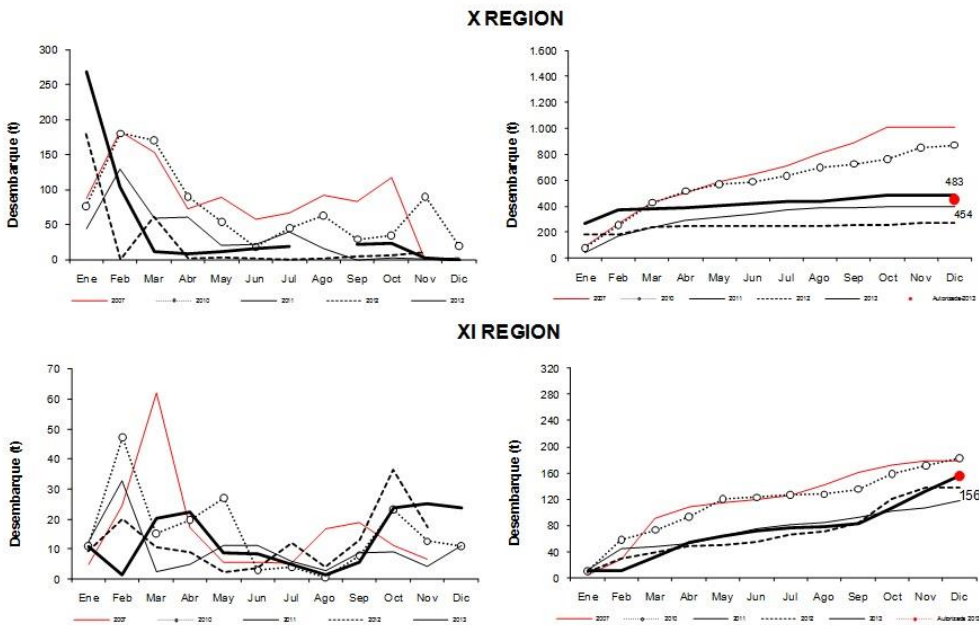 X REGION
Desembarque (t)
300
250
200
150
100
50
0
Ene Feb Mar Abr May Jun Jul Ago Sep Oct Nov Dic
2007 2010 2011 2012 2013
Desembarque (t)
1.600
1.400
1.200
1.000
800
600
400
200
0
483
454
Ene Feb Mar Abr May Jun Jul Ago Sep Oct Nov Dic
2007 2010 2011 2012 2013 Autorizada 2013
XI REGION
Desembarque (t)
70
60
50
40
30
20
10
0
Ene Feb Mar Abr May Jun Jul Ago Sep Oct Nov Dic
2007 2010 2011 2012 2013
Desembarque (t)
320
280
240
200
160
120
80
40
0
156
Ene Feb Mar Abr May Jun Jul Ago Sep Oct Nov Dic
2007 2010 2011 2012 2013 Autorizada 2013